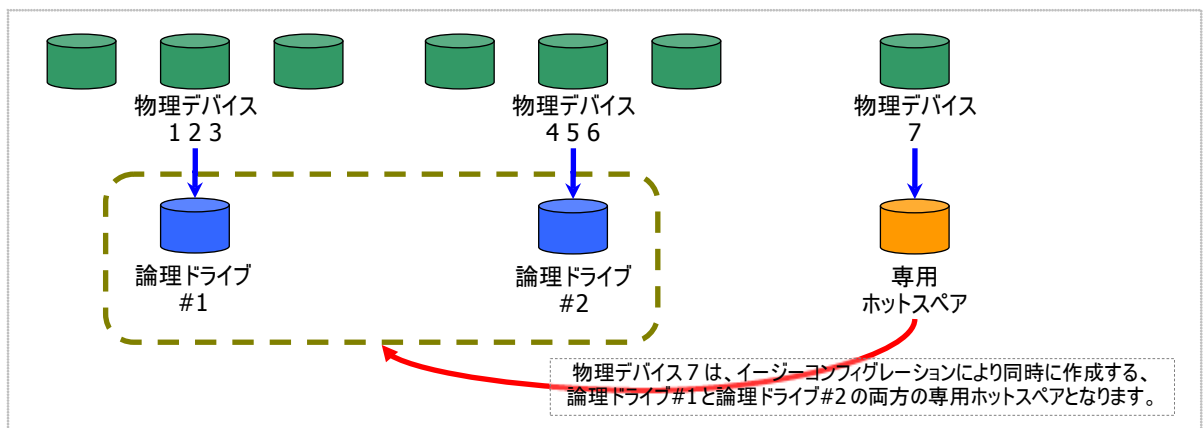 物理デバイス
1 2 3
物理デバイス
4 5 6
物理デバイス
7
論理ドライブ
#1
論理ドライブ
#2
専用
ホットスペア
物理デバイス 7 は、イージーコンフィグレーションにより同時に作成する、
論理ドライブ#1と論理ドライブ#2 の両方の専用ホットスペアとなります。